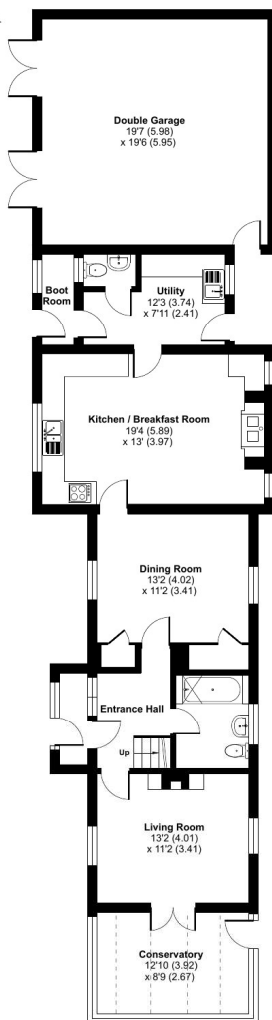 Double Garage
19'7 (5.98)
x 19'6 (5.95)
Boot
Room
Utility
12'3 (3.74)
x 7'11 (2.41)
Kitchen / Breakfast Room
19'4 (5.89)
x 13' (3.97)
Dining Room
13'2 (4.02)
x 11'2 (3.41)
Entrance Hall
Up
Living Room
13'2 (4.01)
x 11'2 (3.41)
Conservatory
12'10 (3.92)
x 8'9 (2.67)